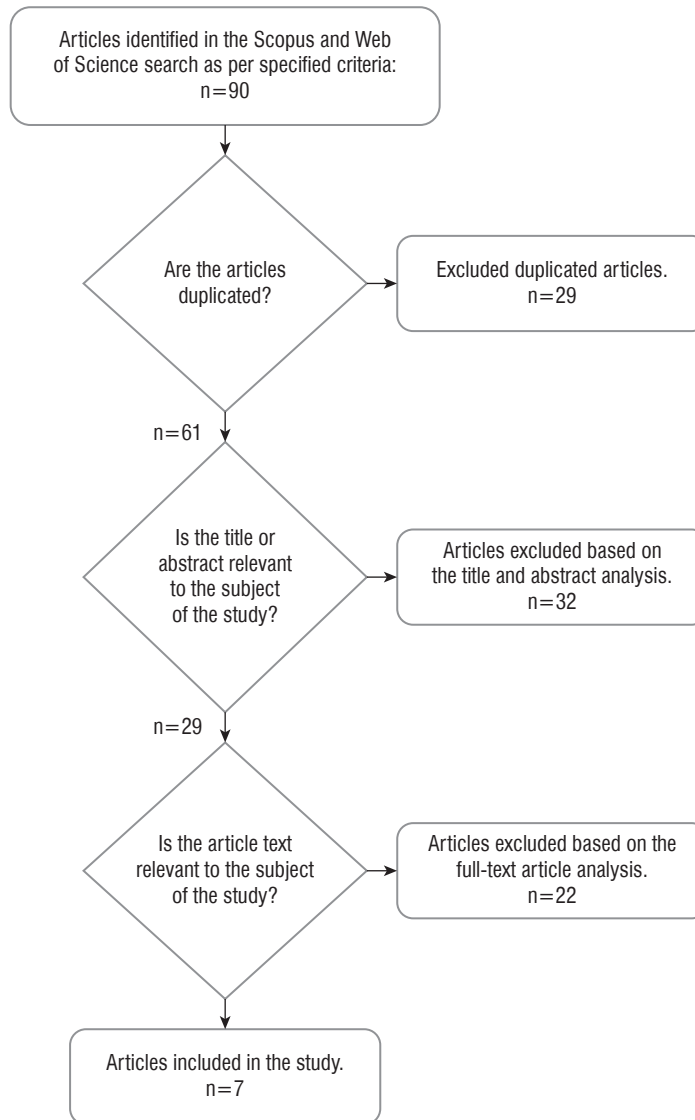 Articles identified in the Scopus and Web
of Science search as per specified criteria:
n=90
Are the articles
duplicated?
Excluded duplicated articles.
n=29
n=61
Is the title or
abstract relevant
to the subject
of the study?
Articles excluded based on
the title and abstract analysis.
n=32
n=29
Is the article text
relevant to the subject
of the study?
Articles excluded based on the
full-text article analysis.
n=22
Articles included in the study.
n=7